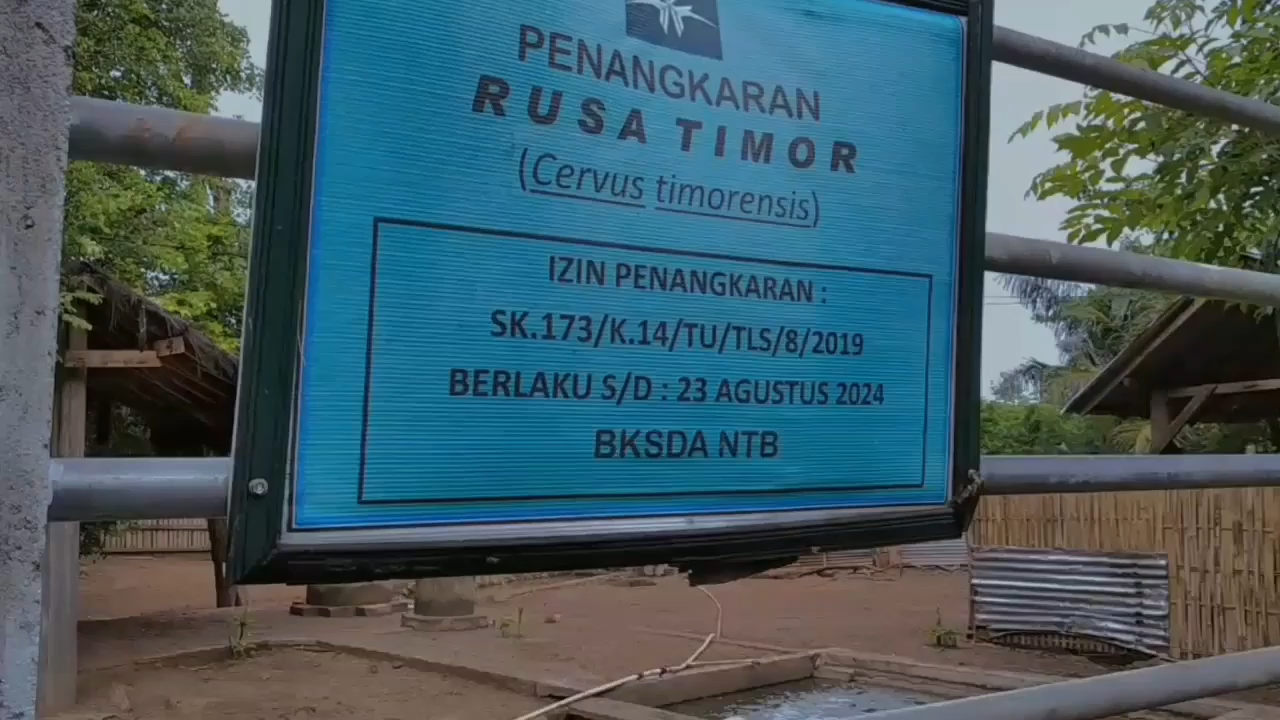 PENANGKARAN
RUSA TIMOR
(Cervus timorensis)
IZIN PENANGKARAN :
SK.173/K.14/TU/TLS/8/2019
BERLAKU S/D : 23 AGUSTUS 2024
BKSDA NTB